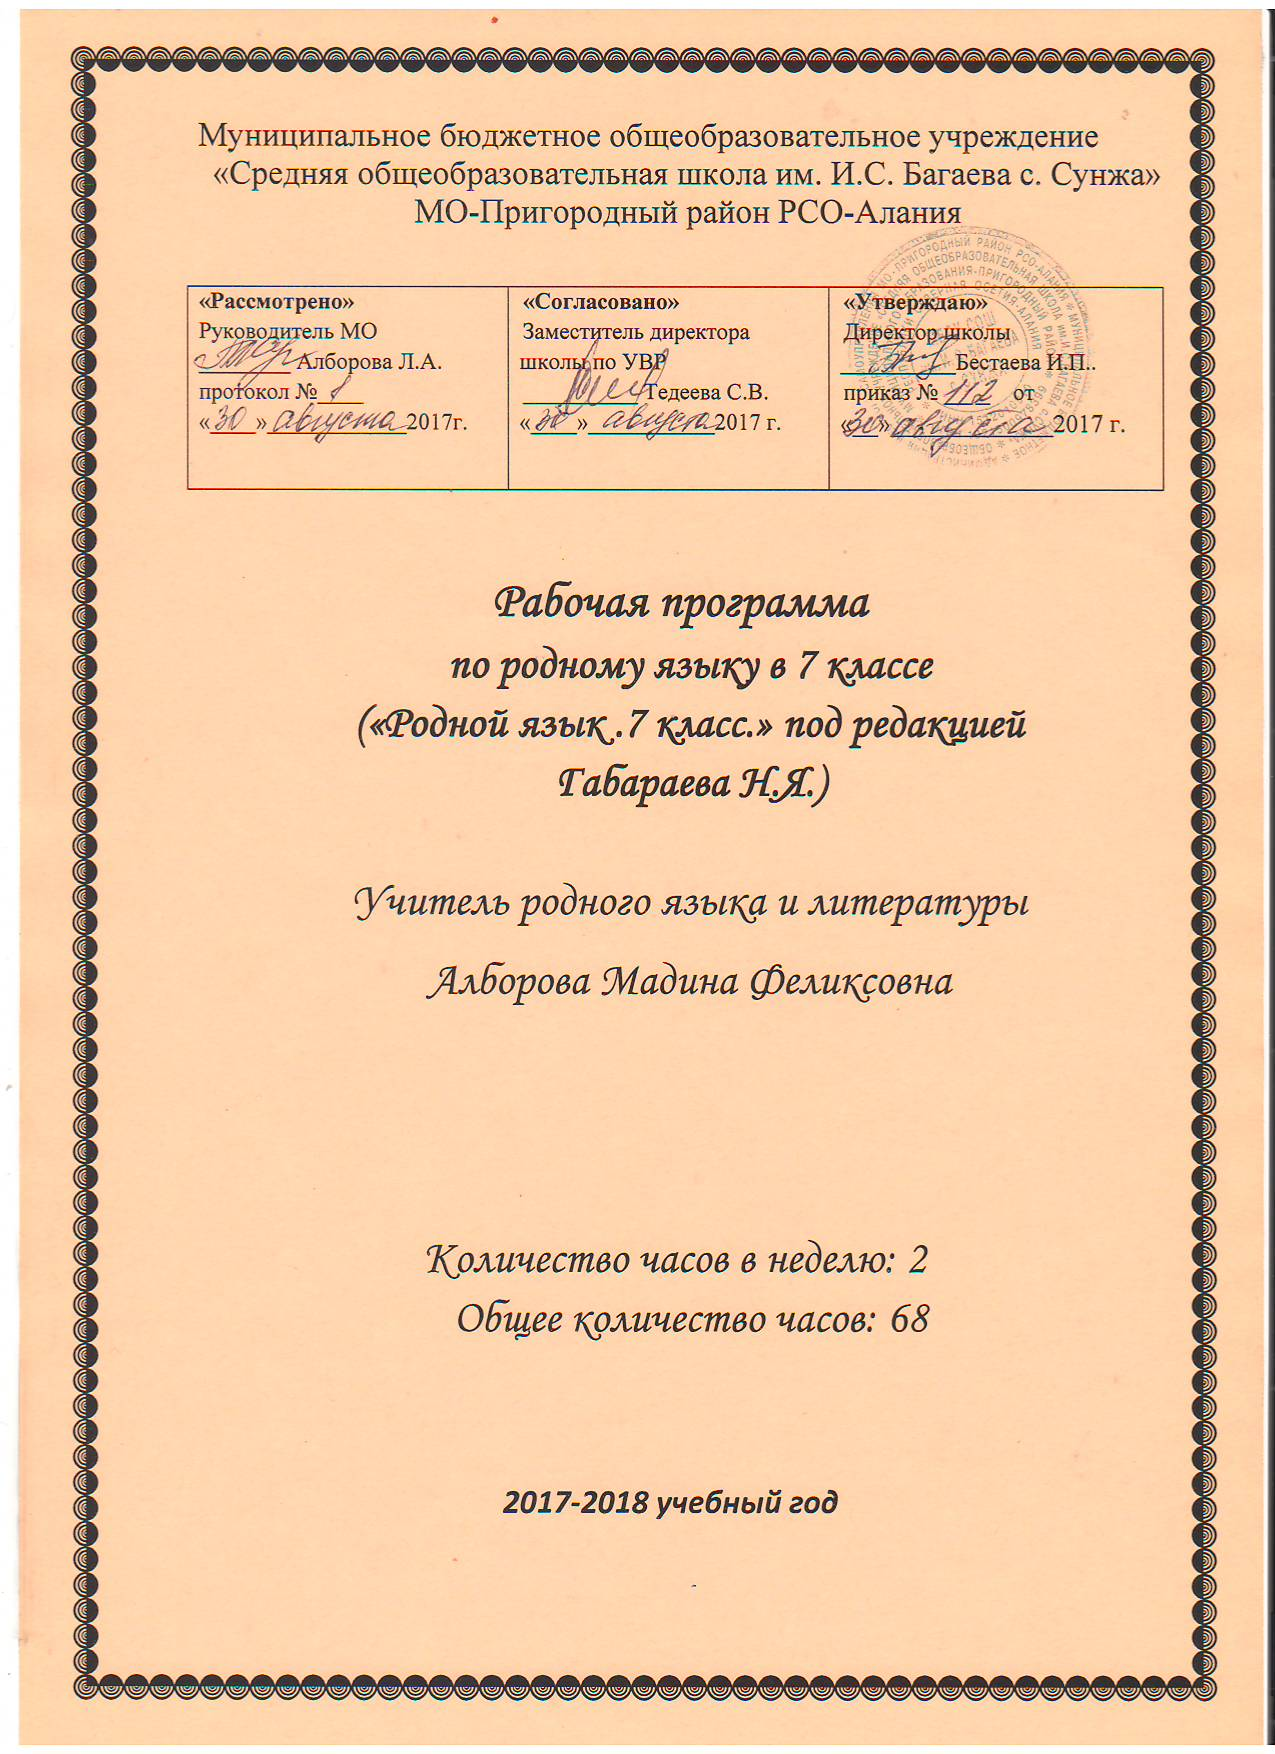 Муниципальное бюджетное общеобразовательное учреждение
«Средняя общеобразовательная школа им. И.С. Багаева с. Сунжа»
МО-Пригородный район РСО-Алания
«Рассмотрено»
Руководитель МО
Алборова Л.А.
протокол № 1
«30» августа 2017г.
«Согласовано»
Заместитель директора
школы по УВР
Тедеева С.В.
«30» августа 2017 г.
«Утверждаю»
Директор школы
Бестаева И.П..
приказ № 112 от
«30» августа 2017 г.
Рабочая программа
по родному языку в 7 классе
(«Родной язык .7 класс.» под редакцией
Габараева Н.Я.)
Учитель родного языка и литературы
Алборова Мадина Феликсовна
Количество часов в неделю: 2
Общее количество часов: 68
2017-2018 учебный год